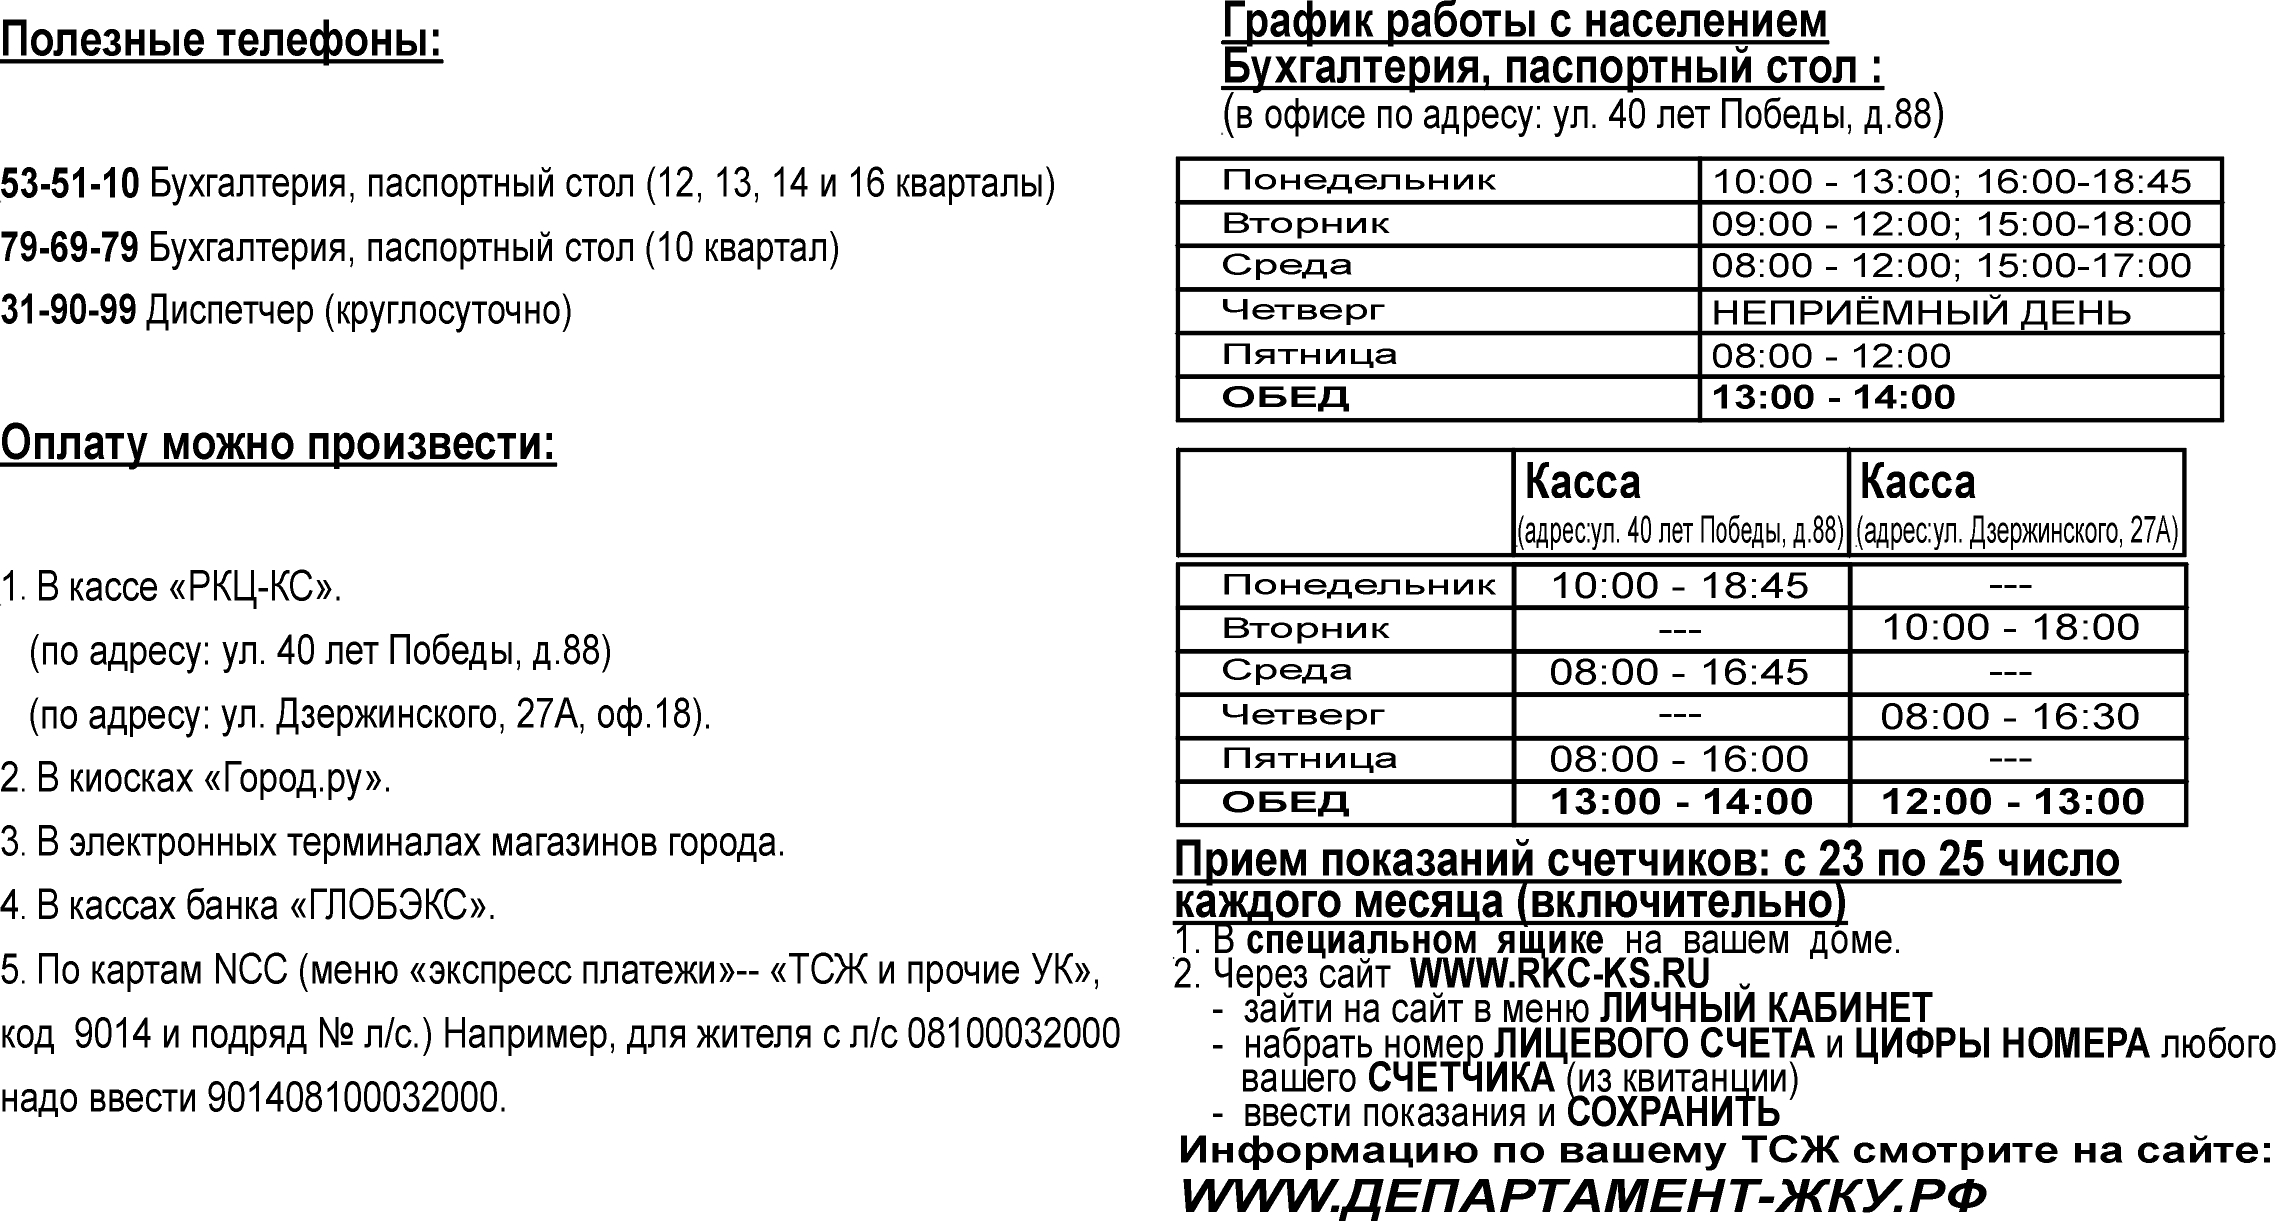 Полезные телефоны:
53-51-10 Бухгалтерия, паспортный стол (12, 13, 14 и 16 кварталы)
79-69-79 Бухгалтерия, паспортный стол (10 квартал)
31-90-99 Диспетчер (круглосуточно)
Оплату можно произвести:
1. В кассе «РКЦ-КС».
(по адресу: ул. 40 лет Победы, д.88)
(по адресу: ул. Дзержинского, 27А, оф.18).
2. В киосках «Город.ру».
3. В электронных терминалах магазинов города.
4. В кассах банка «ГЛОБЭКС».
5. По картам NCC (меню «экспресс платежи»-- «ТСЖ и прочие УК»,
код 9014 и подряд № л/с.) Например, для жителя с л/с 08100032000
надо ввести 901408100032000.
График работы с населением
Бухгалтерия, паспортный стол :
(в офисе по адресу: ул. 40 лет Победы, д.88)
Понедельник 10:00 - 13:00; 16:00-18:45
Вторник 09:00 - 12:00; 15:00-18:00
Среда 08:00 - 12:00; 15:00-17:00
Четверг НЕПРИЁМНЫЙ ДЕНЬ
Пятница 08:00 - 12:00
ОБЕД 13:00 - 14:00
Касса Касса
(адрес:ул. 40 лет Победы, д.88) (адрес:ул. Дзержинского, 27А)
Понедельник 10:00 - 18:45 ---
Вторник --- 10:00 - 18:00
Среда 08:00 - 16:45 ---
Четверг --- 08:00 - 16:30
Пятница 08:00 - 16:00 ---
ОБЕД 13:00 - 14:00 12:00 - 13:00
Прием показаний счетчиков: с 23 по 25 число
каждого месяца (включительно)
1. В специальном ящике на вашем доме.
2. Через сайт WWW.RKC-KS.RU
- зайти на сайт в меню ЛИЧНЫЙ КАБИНЕТ
- набрать номер ЛИЦЕВОГО СЧЕТА и ЦИФРЫ НОМЕРА любого
вашего СЧЕТЧИКА (из квитанции)
- ввести показания и СОХРАНИТЬ
Информацию по вашему ТСЖ смотрите на сайте:
WWW.ДЕПАРТАМЕНТ-ЖКУ.РФ